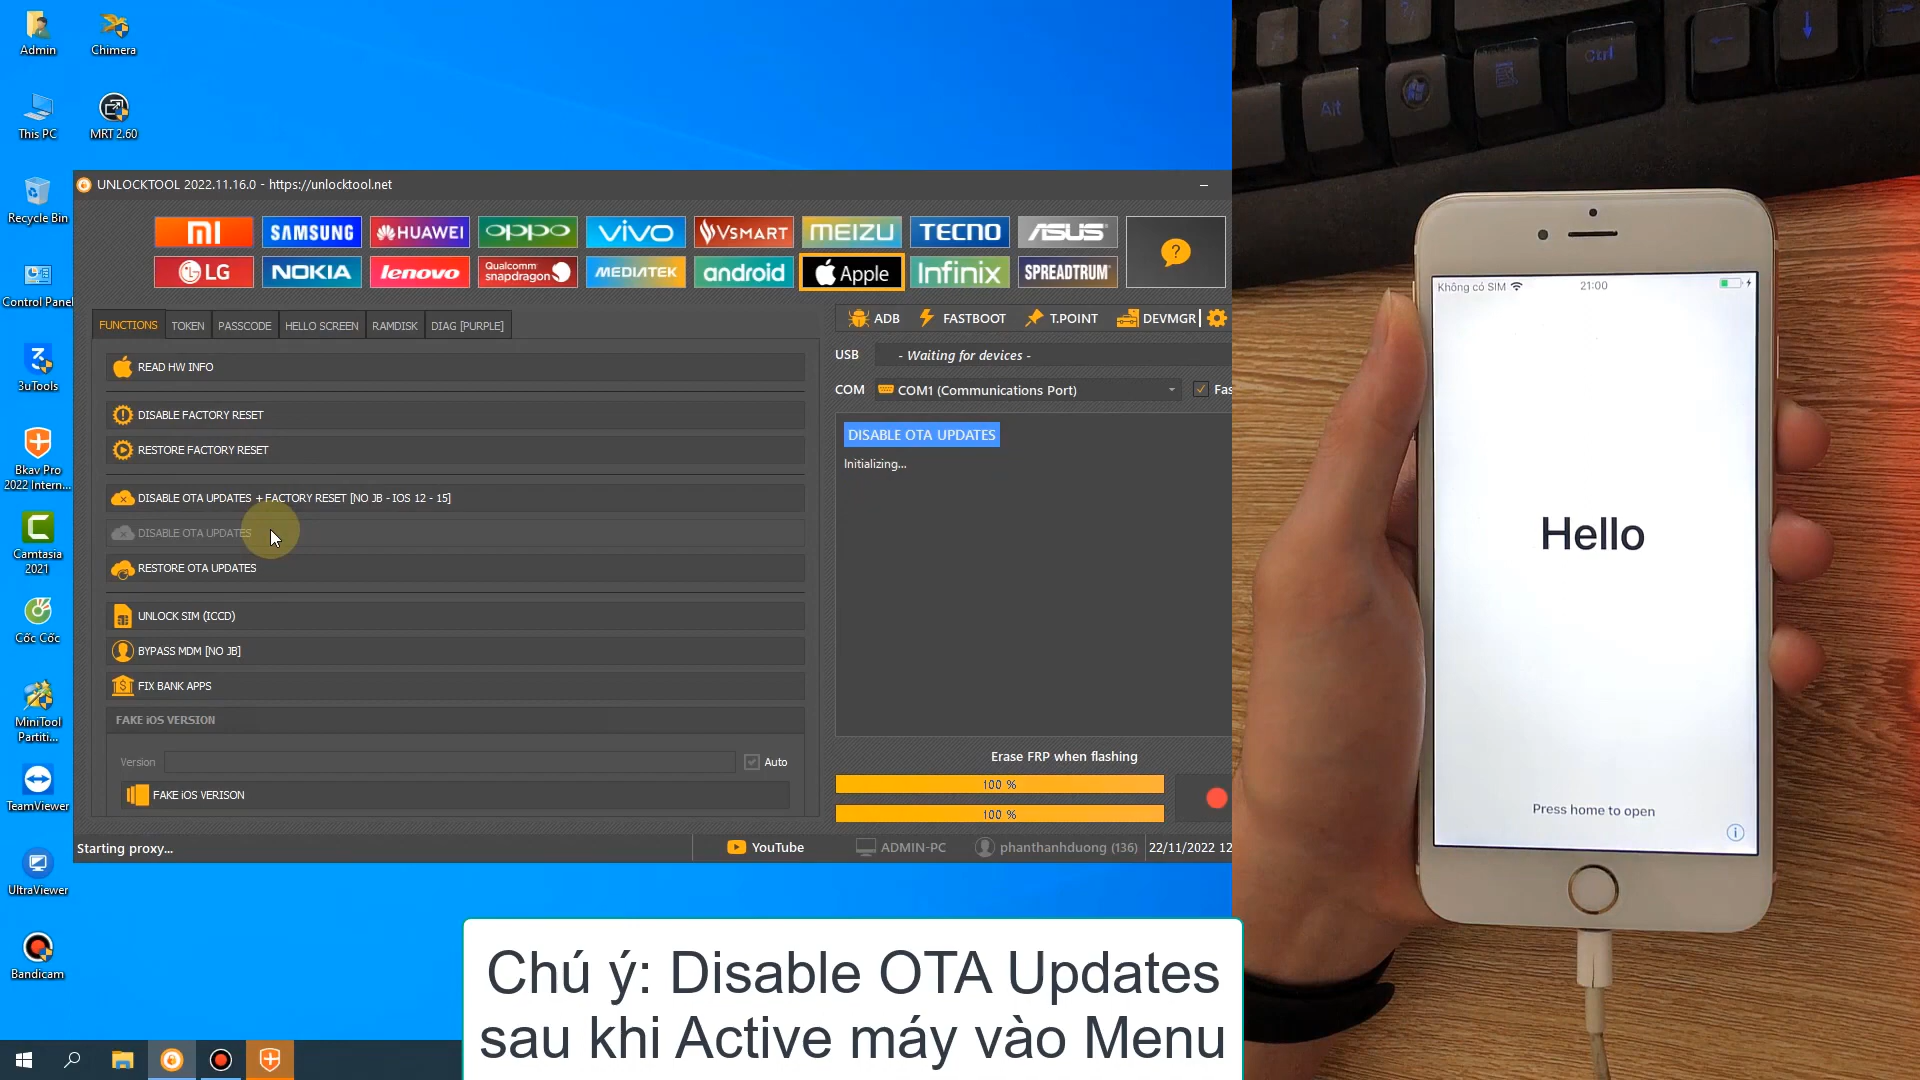 Admin
Chimera
This PC
MRT 2.60
Recycle Bin
Control Panel
3uTools
Bkav Pro
2022 Intern...
Camtasia
2021
Cốc Cốc
MiniTool
Partiti...
TeamViewer
UltraViewer
Bandicam
UNLOCKTOOL 2022.11.16.0 - https://unlocktool.net
MI SAMSUNG HUAWEI oppo vivo VSMART MEIZU TECNO ASUS ?
LG NOKIA lenovo Qualcomm snapdragon MEDIATEK android Apple Infinix SPREADTRUM
FUNCTIONS TOKEN PASSCODE HELLO SCREEN RAMDISK DIAG [PURPLE]
READ HW INFO
DISABLE FACTORY RESET
RESTORE FACTORY RESET
DISABLE OTA UPDATES + FACTORY RESET [NO JB - IOS 12 - 15]
DISABLE OTA UPDATES
RESTORE OTA UPDATES
UNLOCK SIM (ICCD)
BYPASS MDM [NO JB]
FIX BANK APPS
FAKE iOS VERSION
Version Auto
FAKE iOS VERISON
ADB FASTBOOT T.POINT DEVMGR
USB - Waiting for devices -
COM COM1 (Communications Port) Fas
DISABLE OTA UPDATES
Initializing...
Erase FRP when flashing
100 %
100 %
Starting proxy... YouTube ADMIN-PC phanthanhduong (136) 22/11/2022 12
Chú ý: Disable OTA Updates
sau khi Active máy vào Menu
Alt
Ctrl
Không có SIM 21:00
Hello
Press home to open